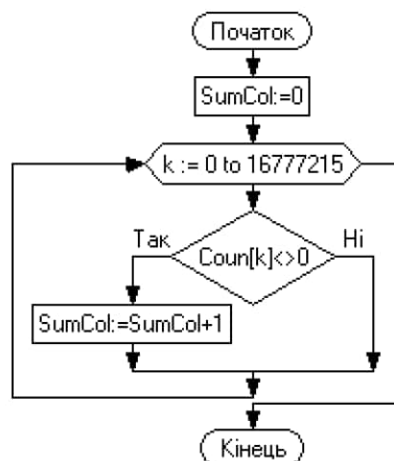 Початок
SumCol:=0
k := 0 to 16777215
Так
Ні
Coun[k]<>0
SumCol:=SumCol+1
Кінець